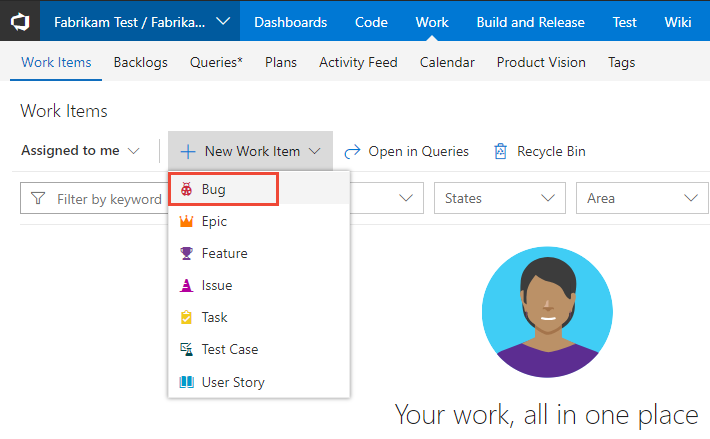 Fabrikam Test / Fabrika... Dashboards Code Work Build and Release Test Wiki
Work Items Backlogs Queries* Plans Activity Feed Calendar Product Vision Tags
Work Items
Assigned to me New Work Item Open in Queries Recycle Bin
Filter by keyword States Area
Bug
Epic
Feature
Issue
Task
Test Case
User Story
Your work, all in one place